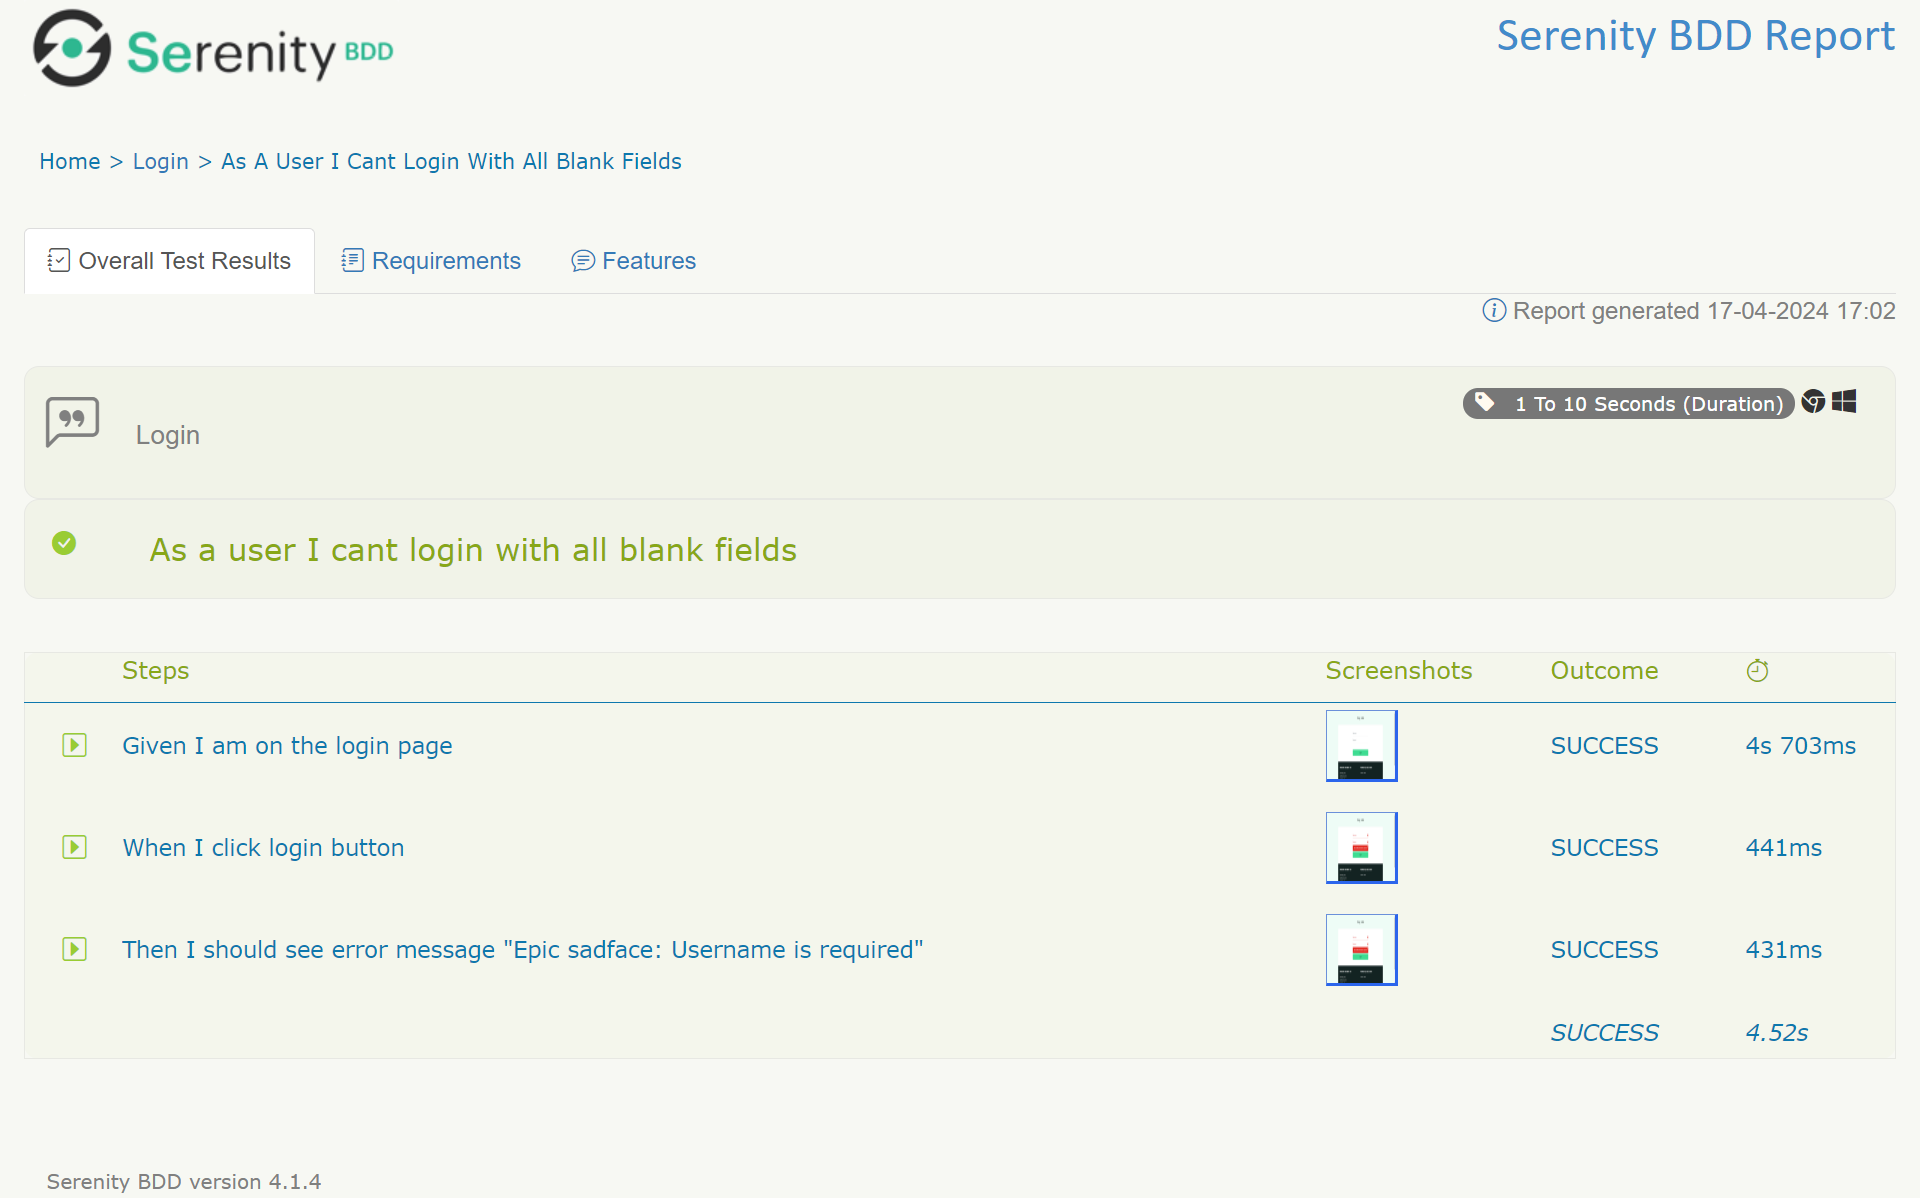 Serenity BDD
Serenity BDD Report
Home > Login > As A User I Cant Login With All Blank Fields
Overall Test Results
Requirements
Features
Report generated 17-04-2024 17:02
Login
1 To 10 Seconds (Duration)
As a user I cant login with all blank fields
Steps Screenshots Outcome
Given I am on the login page SUCCESS 4s 703ms
When I click login button SUCCESS 441ms
Then I should see error message "Epic sadface: Username is required" SUCCESS 431ms
SUCCESS 4.52s
Serenity BDD version 4.1.4